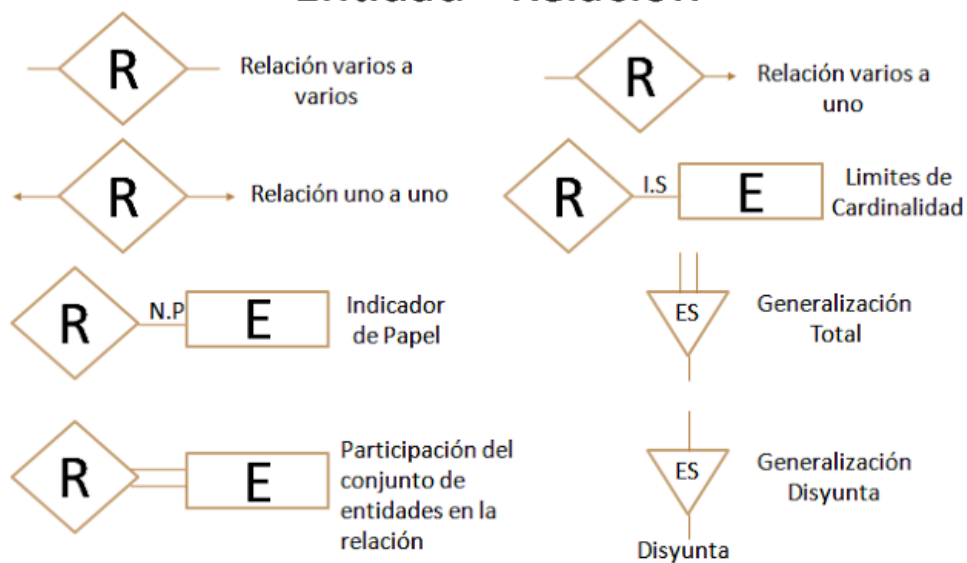 R
Relación varios a
varios
R
Relación varios a
uno
R
Relación uno a uno
R
I.S
E
Limites de
Cardinalidad
R
N.P
E
Indicador
de Papel
ES
Generalización
Total
R
E
Participación del
conjunto de
entidades en la
relación
ES
Generalización
Disyunta
Disyunta